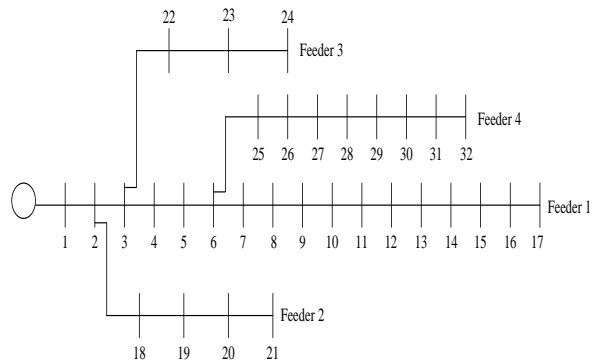 22 23 24
Feeder 3
Feeder 4
25 26 27 28 29 30 31 32
Feeder 1
1 2 3 4 5 6 7 8 9 10 11 12 13 14 15 16 17
Feeder 2
18 19 20 21